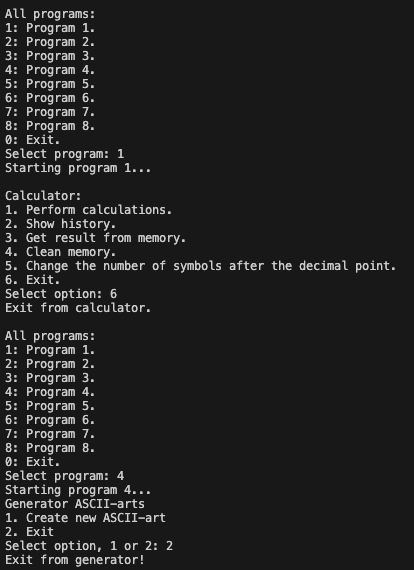 All programs:
1: Program 1.
2: Program 2.
3: Program 3.
4: Program 4.
5: Program 5.
6: Program 6.
7: Program 7.
8: Program 8.
0: Exit.
Select program: 1
Starting program 1...

Calculator:
1. Perform calculations.
2. Show history.
3. Get result from memory.
4. Clean memory.
5. Change the number of symbols after the decimal point.
6. Exit.
Select option: 6
Exit from calculator.

All programs:
1: Program 1.
2: Program 2.
3: Program 3.
4: Program 4.
5: Program 5.
6: Program 6.
7: Program 7.
8: Program 8.
0: Exit.
Select program: 4
Starting program 4...
Generator ASCII-arts
1. Create new ASCII-art
2. Exit
Select option, 1 or 2: 2
Exit from generator!